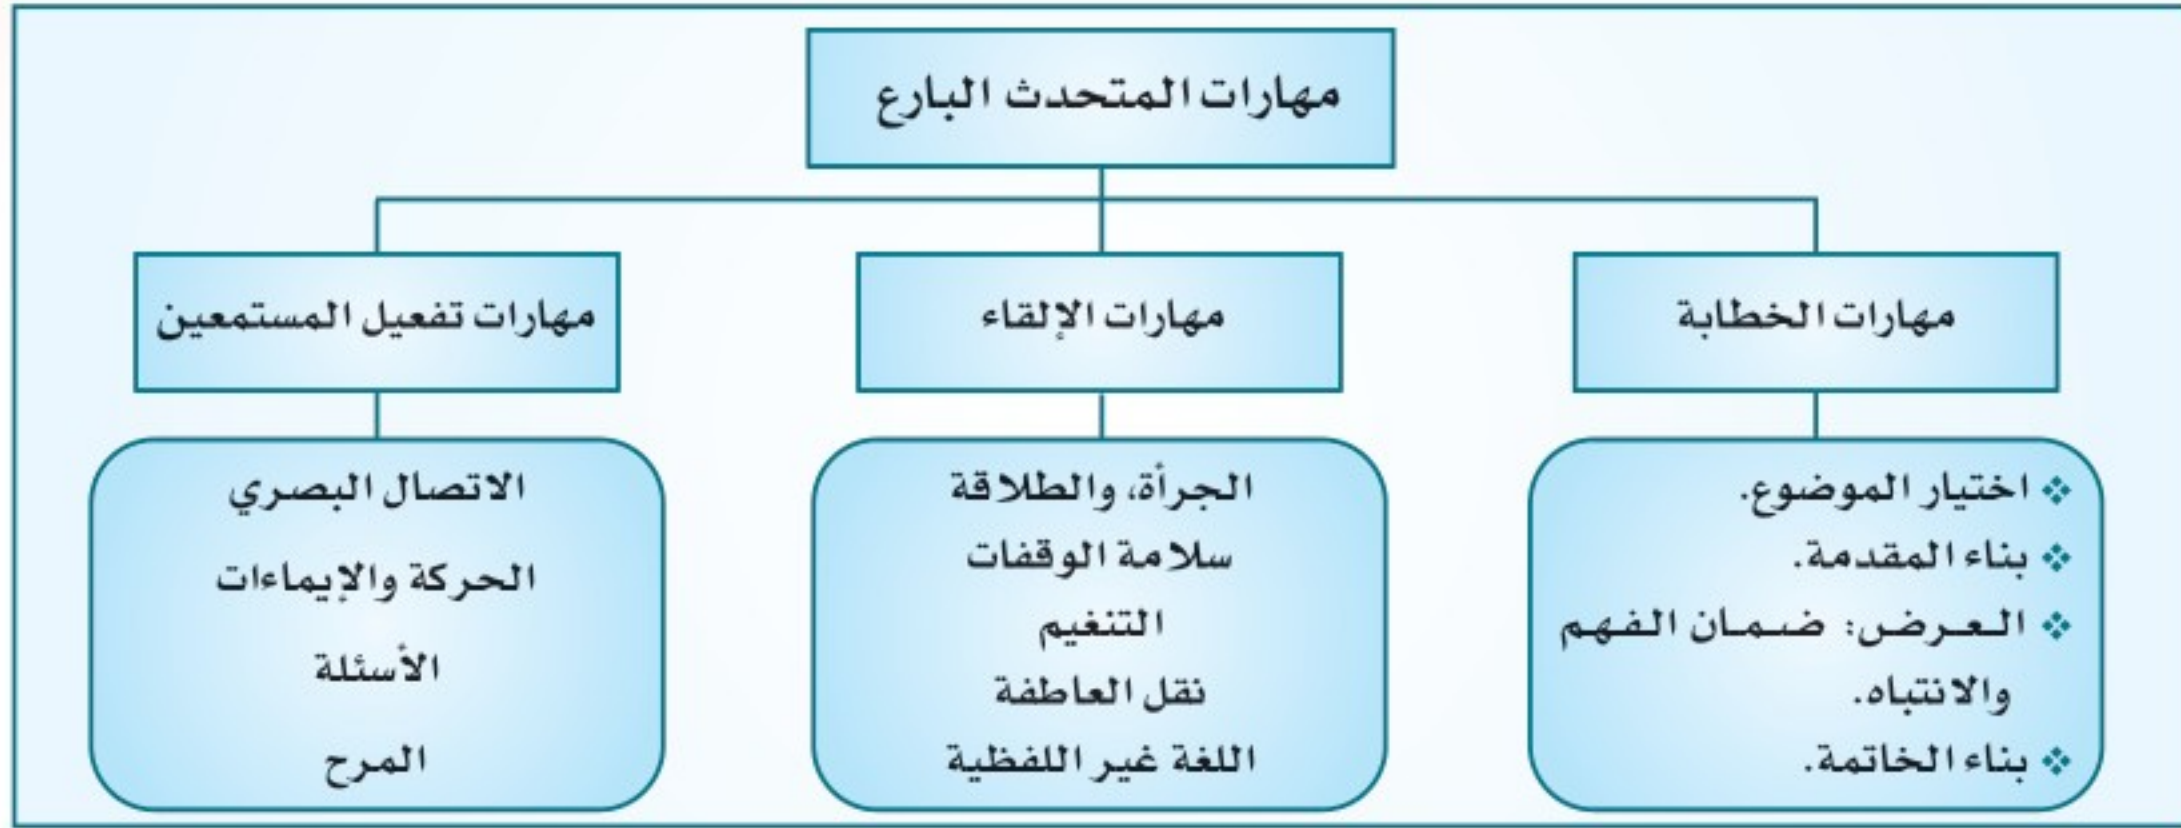 مهارات المتحدث البارع
مهارات الخطابة
❖ اختيار الموضوع.
❖ بناء المقدمة.
❖ العرض: ضمان الفهم
والانتباه.
❖ بناء الخاتمة.
مهارات الإلقاء
الجرأة، والطلاقة
سلامة الوقفات
التنغيم
نقل العاطفة
اللغة غير اللفظية
مهارات تفعيل المستمعين
الاتصال البصري
الحركة والإيماءات
الأسئلة
المرح